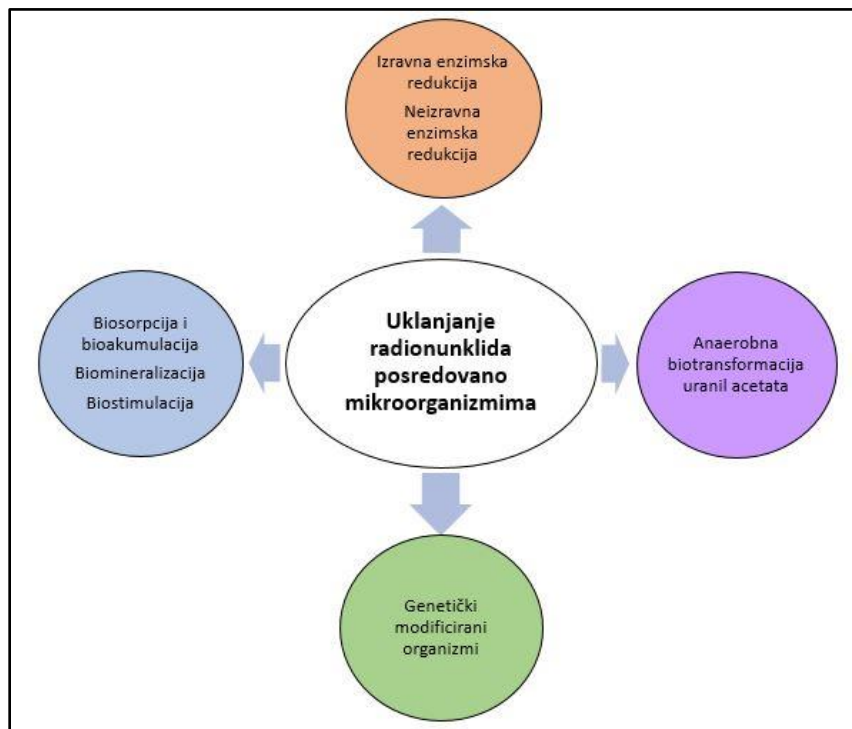 Izravna enzimska
redukcija
Neizravna
enzimska
redukcija
Biosorpcija i
bioakumulacija
Biomineralizacija
Biostimulacija
Uklanjanje
radionunklida
posredovano
mikroorganizmima
Anaerobna
biotransformacija
uranil acetata
Genetički
modificirani
organizmi